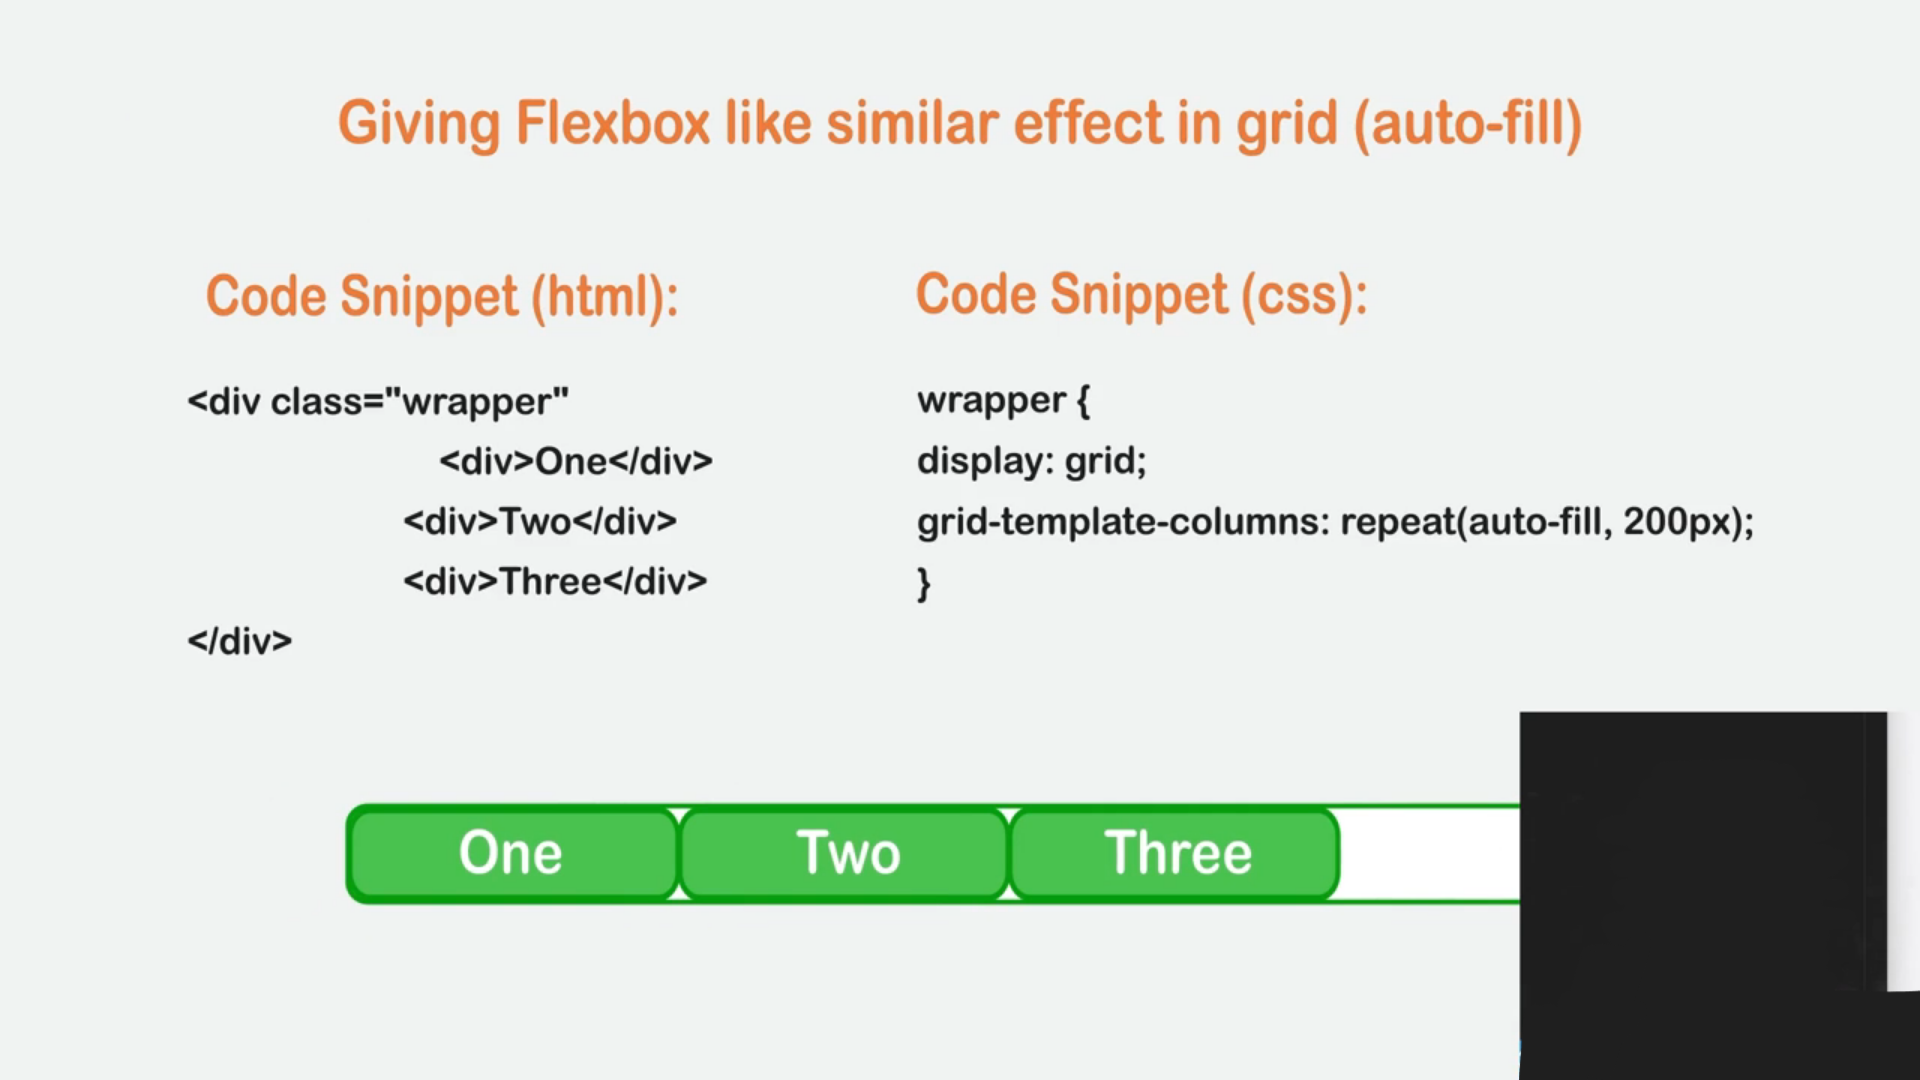 Giving Flexbox like similar effect in grid (auto-fill)
Code Snippet (html):
<div class="wrapper"
<div>One</div>
<div>Two</div>
<div>Three</div>
</div>
Code Snippet (css):
wrapper {
display: grid;
grid-template-columns: repeat(auto-fill, 200px);
}
One
Two
Three